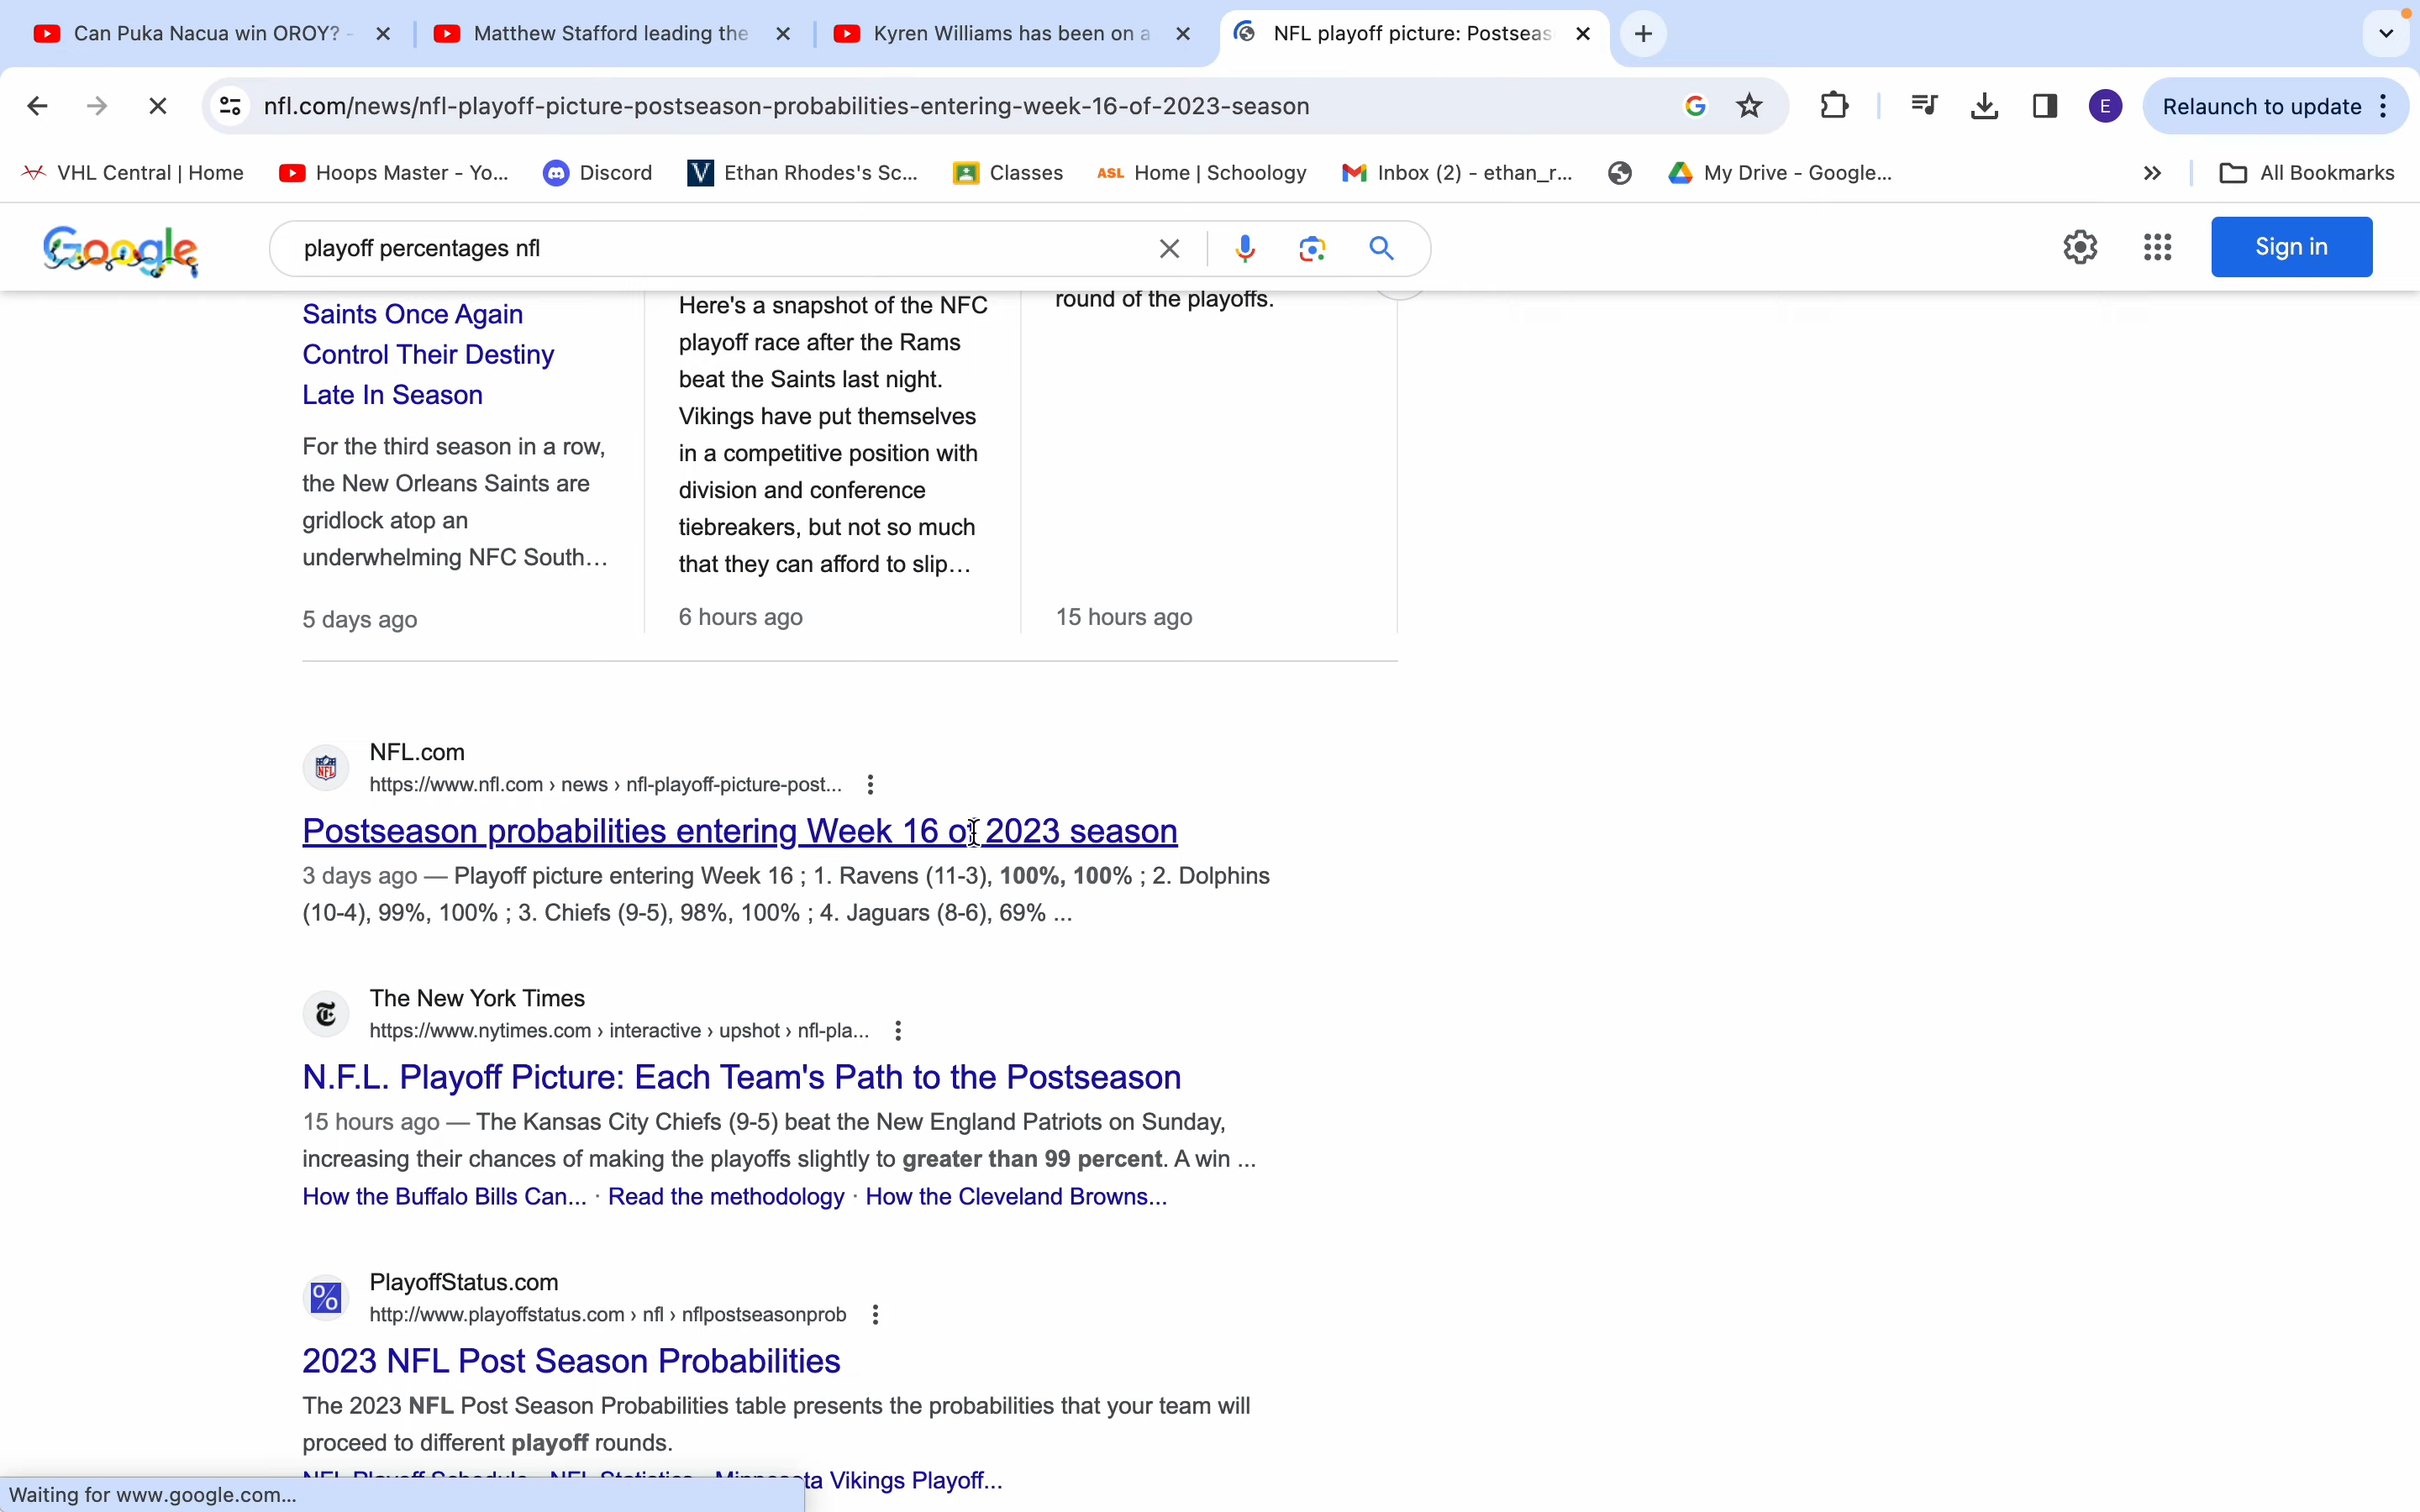 Can Puka Nacua win OROY? -
Matthew Stafford leading the
Kyren Williams has been on a
NFL playoff picture: Postseas
nfl.com/news/nfl-playoff-picture-postseason-probabilities-entering-week-16-of-2023-season
E
Relaunch to update
VHL Central | Home
Hoops Master - Yo...
Discord
V
Ethan Rhodes's Sc...
Classes
ASL
Home | Schoology
Inbox (2) - ethan_r...
My Drive - Google...
»
All Bookmarks
Google
playoff percentages nfl
Sign in
Saints Once Again
Control Their Destiny
Late In Season
For the third season in a row,
the New Orleans Saints are
gridlock atop an
underwhelming NFC South...
5 days ago
Here's a snapshot of the NFC
playoff race after the Rams
beat the Saints last night.
Vikings have put themselves
in a competitive position with
division and conference
tiebreakers, but not so much
that they can afford to slip...
6 hours ago
round of the playoffs.
15 hours ago
NFL
NFL.com
https://www.nfl.com › news › nfl-playoff-picture-post...
Postseason probabilities entering Week 16 of 2023 season
3 days ago — Playoff picture entering Week 16 ; 1. Ravens (11-3), 100%, 100% ; 2. Dolphins
(10-4), 99%, 100% ; 3. Chiefs (9-5), 98%, 100% ; 4. Jaguars (8-6), 69% ...
T
The New York Times
https://www.nytimes.com › interactive › upshot › nfl-pla...
N.F.L. Playoff Picture: Each Team's Path to the Postseason
15 hours ago — The Kansas City Chiefs (9-5) beat the New England Patriots on Sunday,
increasing their chances of making the playoffs slightly to greater than 99 percent. A win ...
How the Buffalo Bills Can... · Read the methodology · How the Cleveland Browns...
%
PlayoffStatus.com
http://www.playoffstatus.com › nfl › nflpostseasonprob
2023 NFL Post Season Probabilities
The 2023 NFL Post Season Probabilities table presents the probabilities that your team will
proceed to different playoff rounds.
NFL Playoff Schedule · NFL Statistics · Minnesota Vikings Playoff...
Waiting for www.google.com...